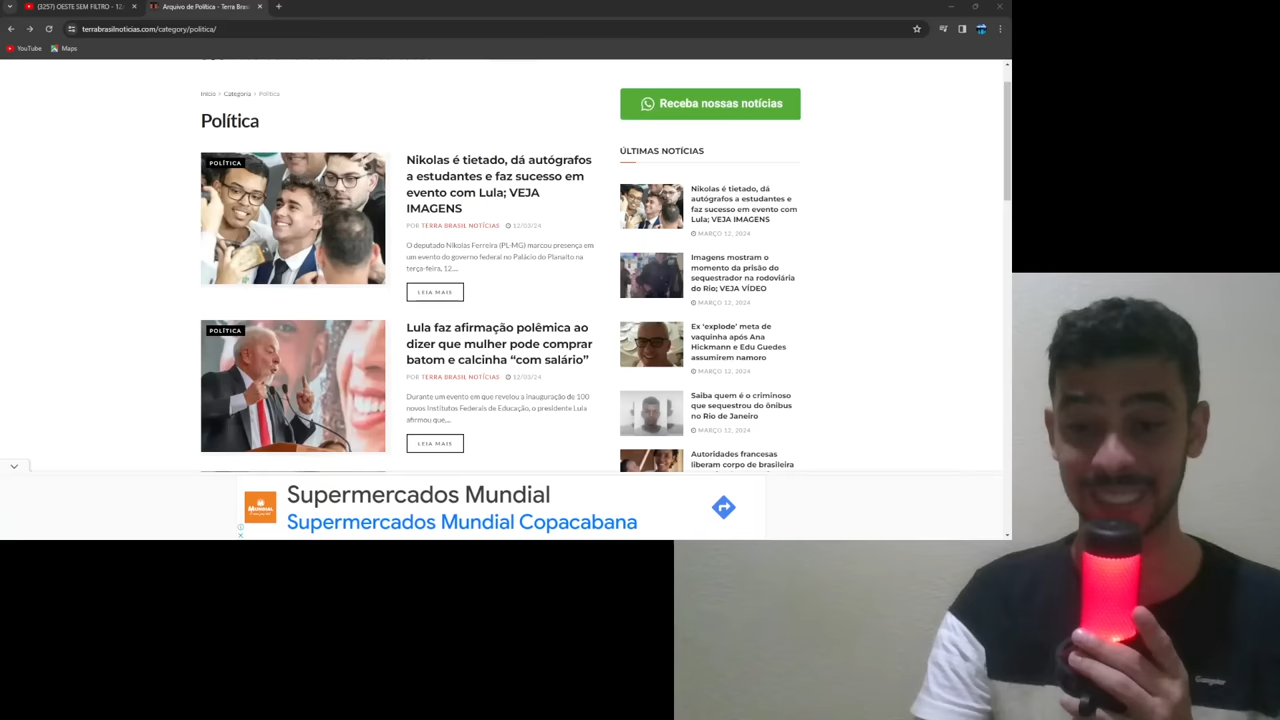 (3257) OESTE SEM FILTRO - 12
Arquivo de Política - Terra Bras
terrabrasilnoticias.com/category/politica/
YouTube
Maps
Início > Categoria > Política
Política
POLÍTICA
Nikolas é tietado, dá autógrafos
a estudantes e faz sucesso em
evento com Lula; VEJA
IMAGENS
POR TERRA BRASIL NOTÍCIAS 12/03/24
O deputado Nikolas Ferreira (PL-MG) marcou presença em
um evento do governo federal no Palácio do Planalto na
terça-feira, 12....
LEIA MAIS
POLÍTICA
Lula faz afirmação polêmica ao
dizer que mulher pode comprar
batom e calcinha “com salário”
POR TERRA BRASIL NOTÍCIAS 12/03/24
Durante um evento em que revelou a inauguração de 100
novos Institutos Federais de Educação, o presidente Lula
afirmou que,...
LEIA MAIS
Receba nossas notícias
ÚLTIMAS NOTÍCIAS
Nikolas é tietado, dá
autógrafos a estudantes e
faz sucesso em evento com
Lula; VEJA IMAGENS
MARÇO 12, 2024
Imagens mostram o
momento da prisão do
sequestrador na rodoviária
do Rio; VEJA VÍDEO
MARÇO 12, 2024
Ex ‘explode’ meta de
vaquinha após Ana
Hickmann e Edu Guedes
assumirem namoro
MARÇO 12, 2024
Saiba quem é o criminoso
que sequestrou do ônibus
no Rio de Janeiro
MARÇO 12, 2024
Autoridades francesas
liberam corpo de brasileira
MUNDIAL
Supermercados Mundial
Supermercados Mundial Copacabana